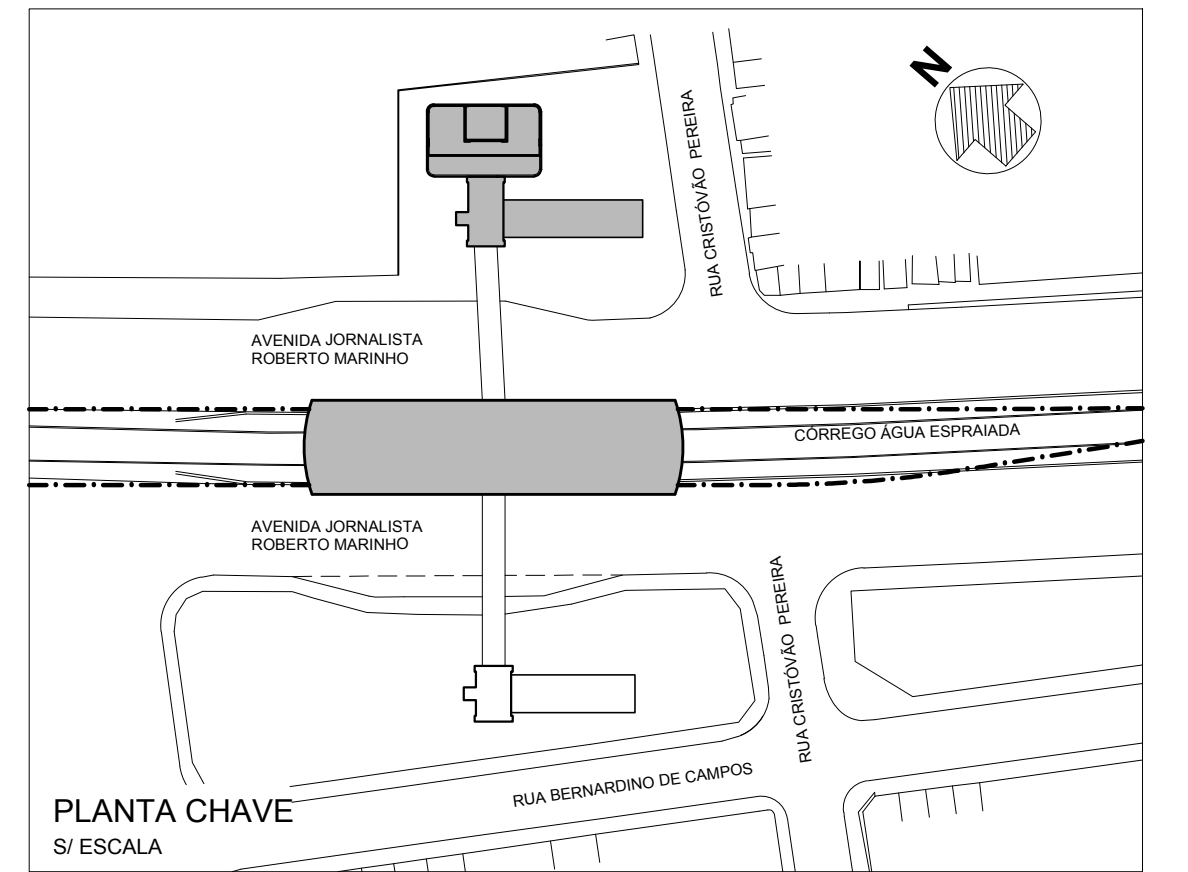 N
RUA CRISTÓVÃO PEREIRA
AVENIDA JORNALISTA
ROBERTO MARINHO
CÓRREGO ÁGUA ESPRAIADA
AVENIDA JORNALISTA
ROBERTO MARINHO
RUA CRISTÓVÃO PEREIRA
RUA BERNARDINO DE CAMPOS
PLANTA CHAVE
S/ ESCALA